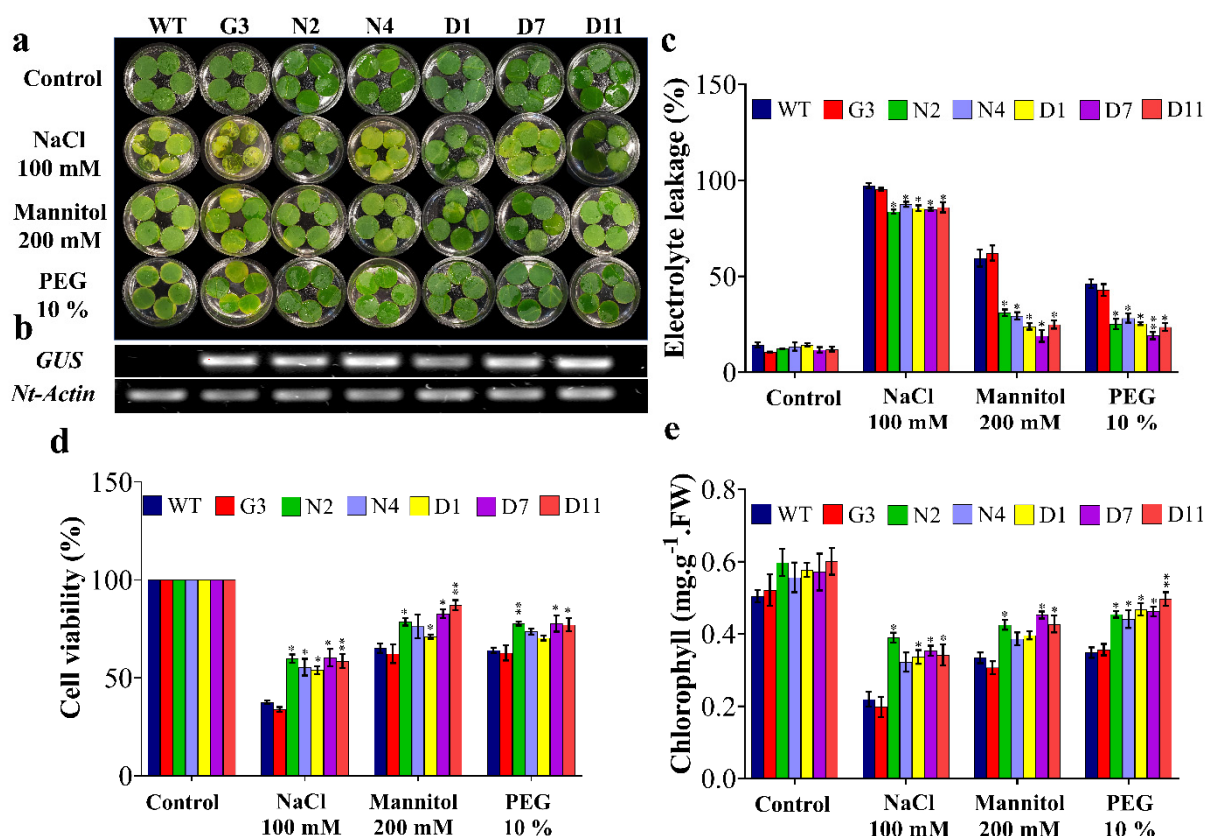 a
WT G3 N2 N4 D1 D7 D11
Control
NaCl
100 mM
Mannitol
200 mM
PEG
10 %
b
GUS
Nt-Actin
c
Electrolyte leakage (%)
150
100
50
0
WT G3 N2 N4 D1 D7 D11
* * * * *
* * * * *
* * * ** *
Control NaCl Mannitol PEG
100 mM 200 mM 10 %
d
Cell viability (%)
150
100
50
0
WT G3 N2 N4 D1 D7 D11
* * * * **
* * * **
** * *
Control NaCl Mannitol PEG
100 mM 200 mM 10 %
e
Chlorophyll (mg.g⁻¹.FW)
0.8
0.6
0.4
0.2
0.0
WT G3 N2 N4 D1 D7 D11
* * * *
* * *
* * * * **
Control NaCl Mannitol PEG
100 mM 200 mM 10 %